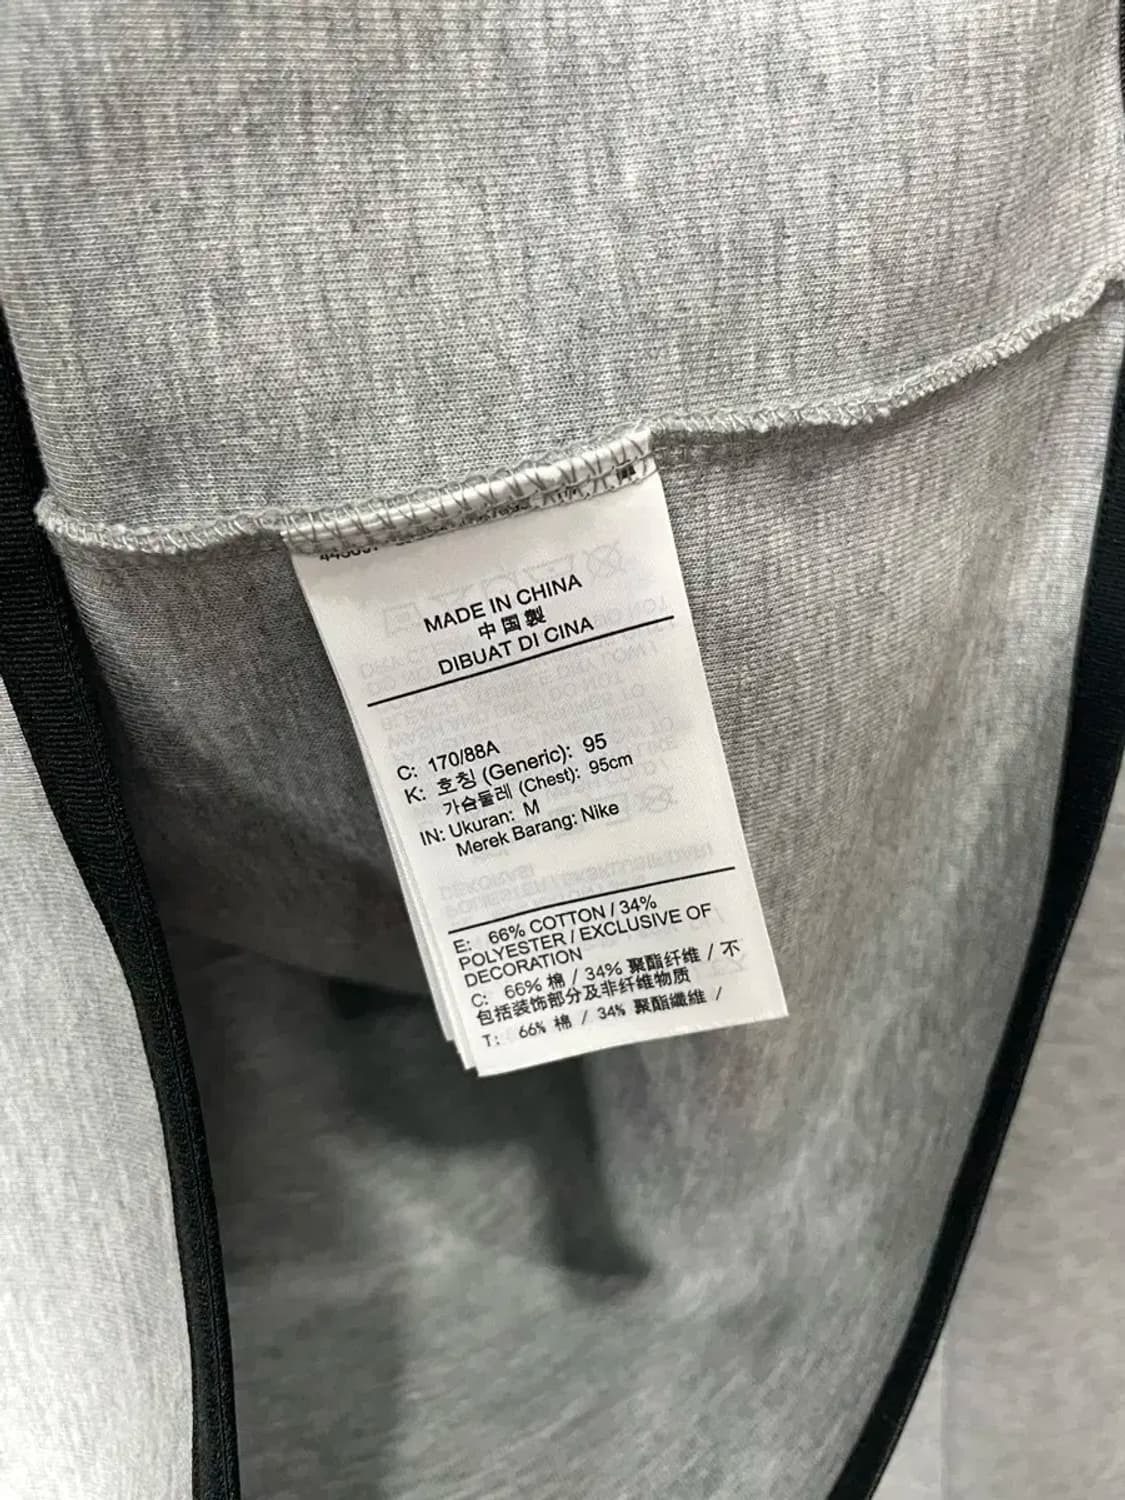 MADE IN CHINA
中国製
DIBUAT DI CINA
C: 170/88A
K: 호칭 (Generic): 95
가슴둘레 (Chest): 95cm
IN: Ukuran: M
Merek Barang: Nike
E: 66% COTTON / 34%
POLYESTER / EXCLUSIVE OF
DECORATION
C: 66% 棉 / 34% 聚酯纤维 / 不
包括装饰部分及非纤维物质
T: 66% 棉 / 34% 聚酯纖維 /